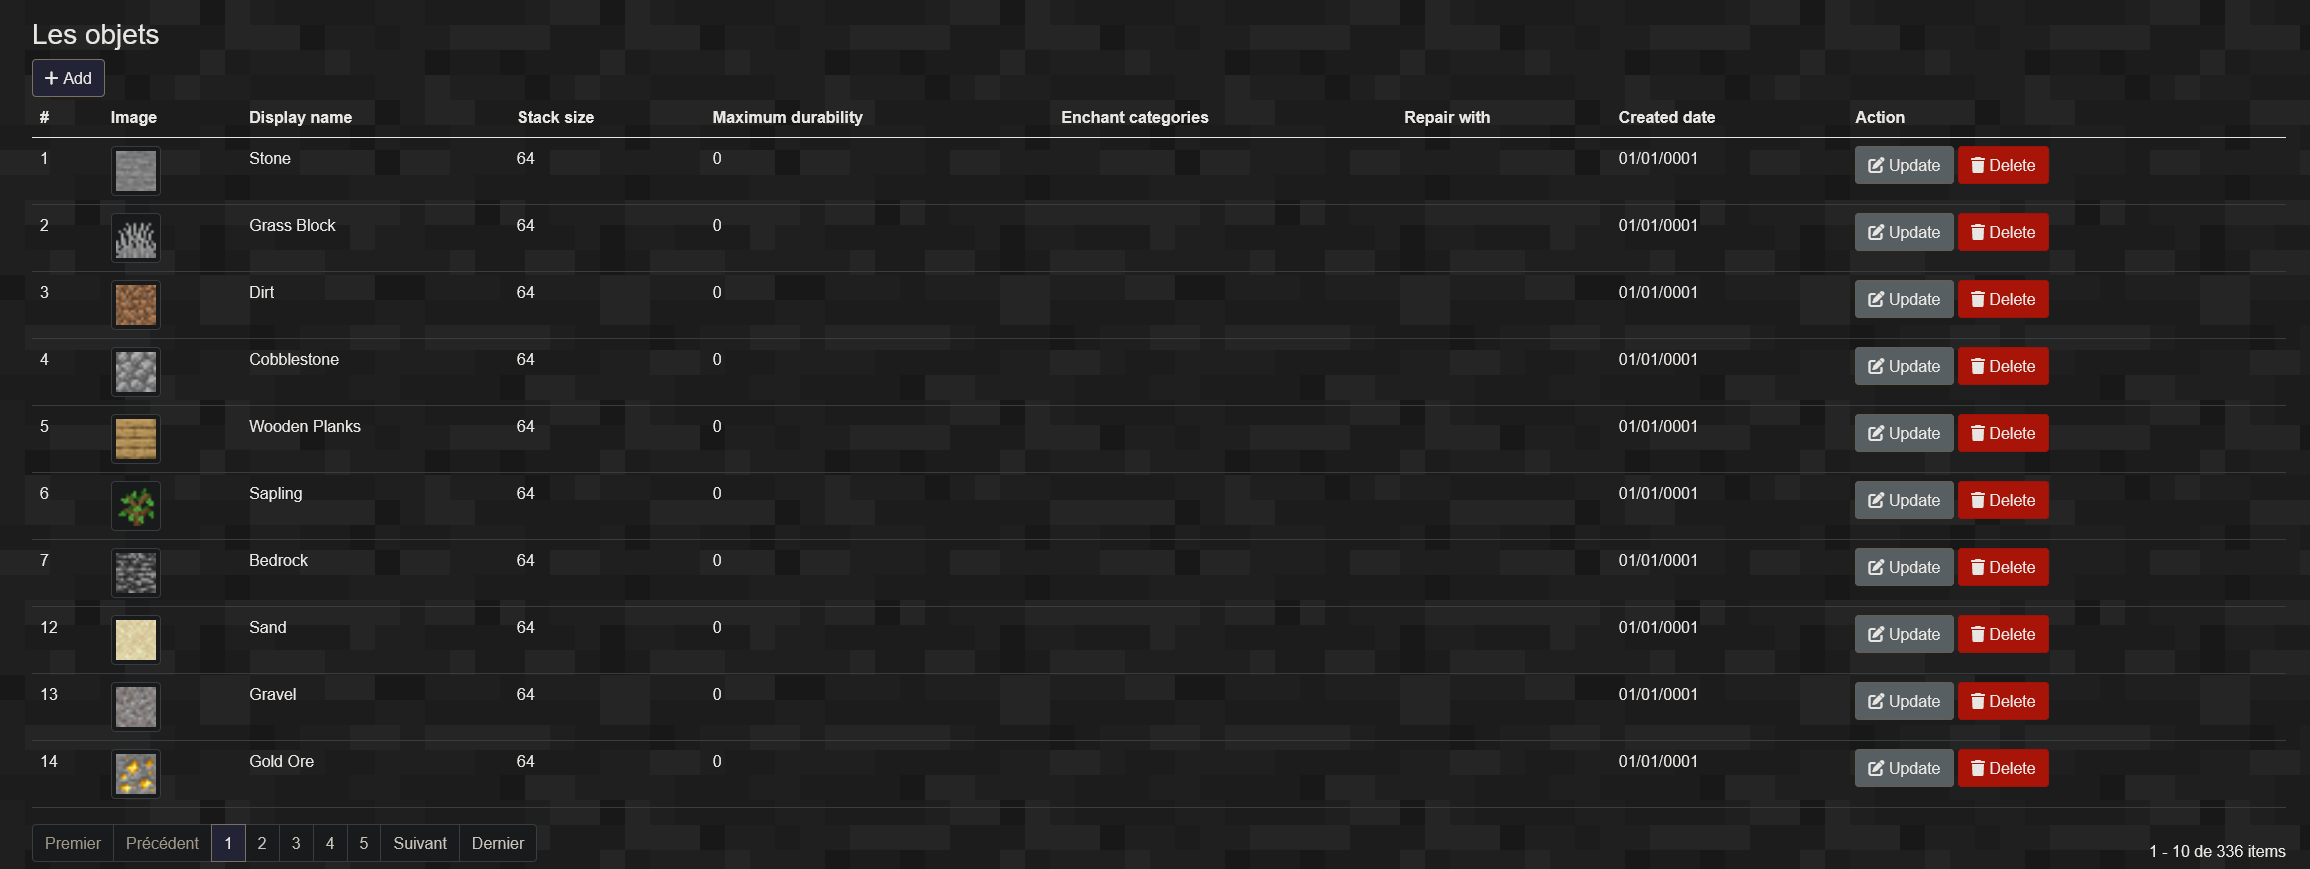 Les objets
Add
# Image Display name Stack size Maximum durability Enchant categories Repair with Created date Action
1 Stone 64 0 01/01/0001 Update Delete
2 Grass Block 64 0 01/01/0001 Update Delete
3 Dirt 64 0 01/01/0001 Update Delete
4 Cobblestone 64 0 01/01/0001 Update Delete
5 Wooden Planks 64 0 01/01/0001 Update Delete
6 Sapling 64 0 01/01/0001 Update Delete
7 Bedrock 64 0 01/01/0001 Update Delete
12 Sand 64 0 01/01/0001 Update Delete
13 Gravel 64 0 01/01/0001 Update Delete
14 Gold Ore 64 0 01/01/0001 Update Delete
Premier Précédent 1 2 3 4 5 Suivant Dernier
1 - 10 de 336 items